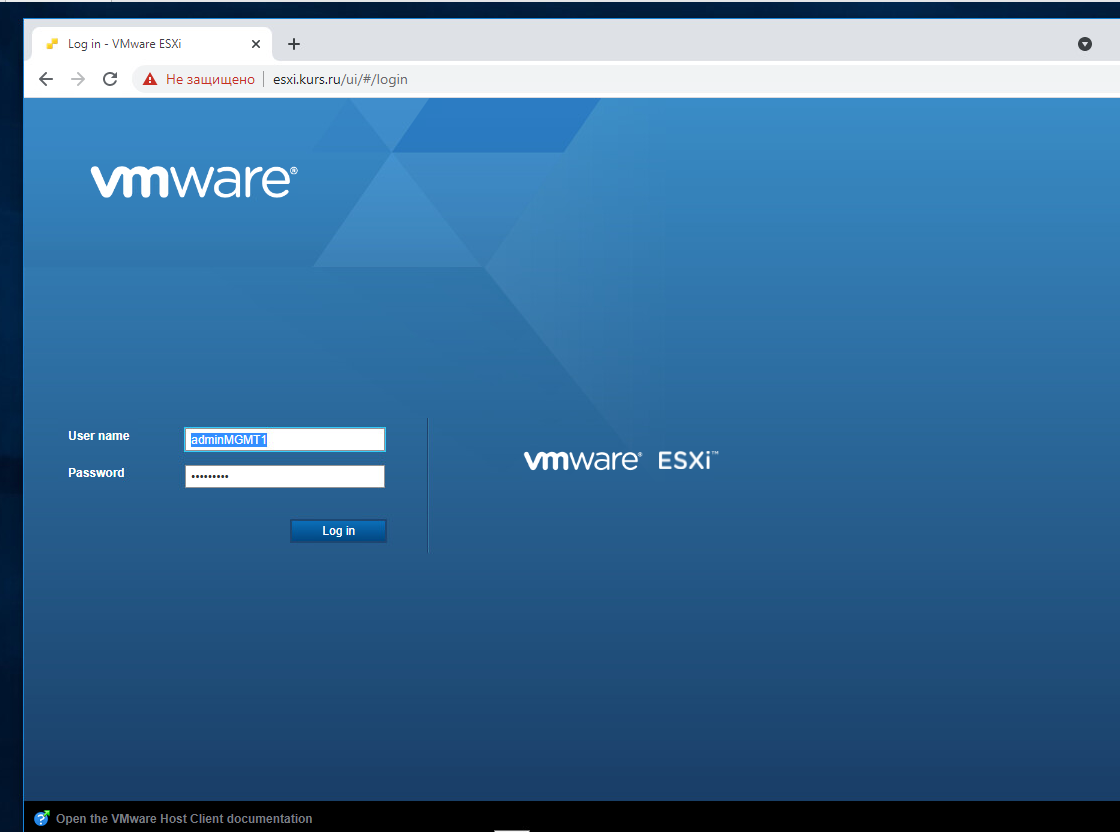 Log in - VMware ESXi
Не защищено esxi.kurs.ru/ui/#/login
vmware®
User name adminMGMT1
Password •••••••••
vmware® ESXi™
Log in
Open the VMware Host Client documentation